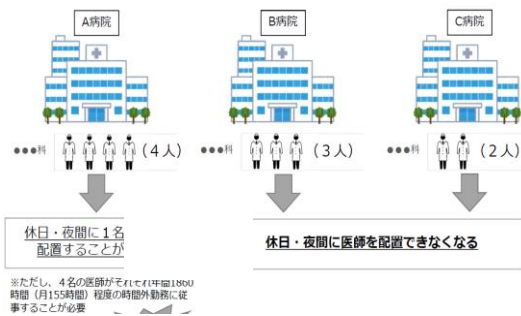 A病院
B病院
C病院
●●●科 (4人)
●●●科 (3人)
●●●科 (2人)
休日・夜間に1名
配置することが
休日・夜間に医師を配置できなくなる
※ただし、4名の医師がそれぞれ年間1860
時間(月155時間)程度の時間外勤務に従
事することが必要